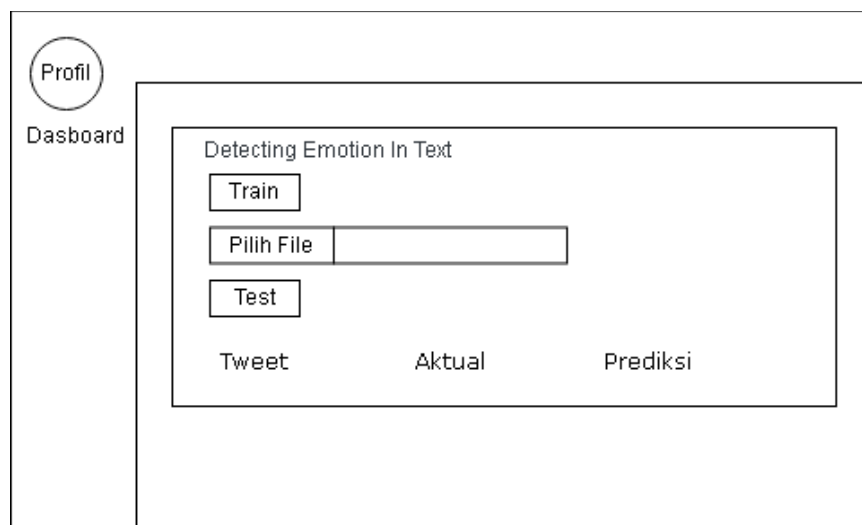 Profil
Dasboard
Detecting Emotion In Text
Train
Pilih File
Test
Tweet Aktual Prediksi